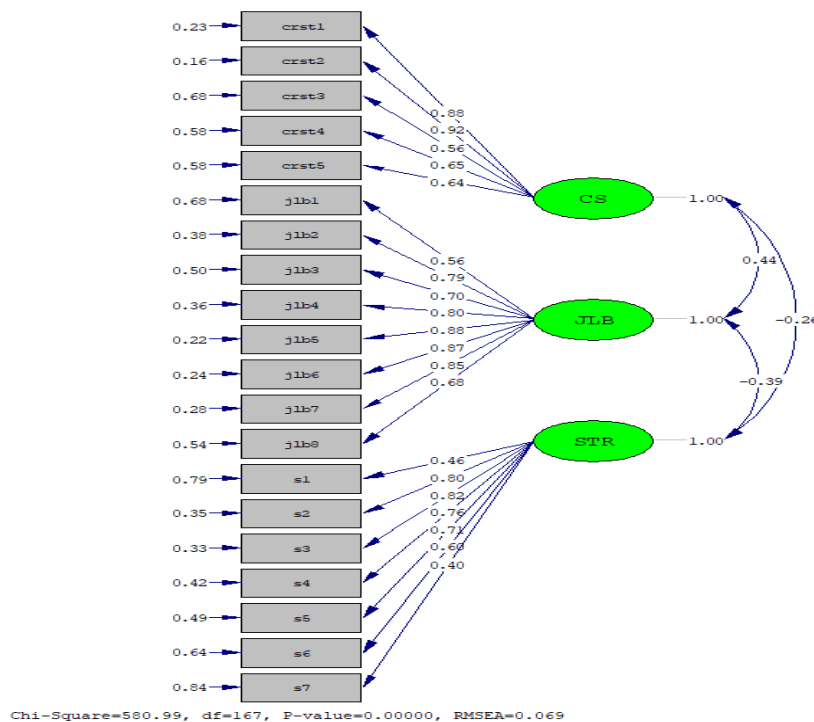 0.23 crst1
0.16 crst2
0.68 crst3
0.58 crst4
0.58 crst5
0.68 jlb1
0.38 jlb2
0.50 jlb3
0.36 jlb4
0.22 jlb5
0.24 jlb6
0.28 jlb7
0.54 jlb8
0.79 s1
0.35 s2
0.33 s3
0.42 s4
0.49 s5
0.64 s6
0.84 s7
0.88
0.92
0.56
0.65
0.64
CS 1.00
0.56
0.79
0.70
0.80
0.88
0.87
0.85
0.68
JLB 1.00
0.46
0.80
0.82
0.76
0.71
0.60
0.40
STR 1.00
0.44
-0.26
-0.39
Chi-Square=580.99, df=167, P-value=0.00000, RMSEA=0.069